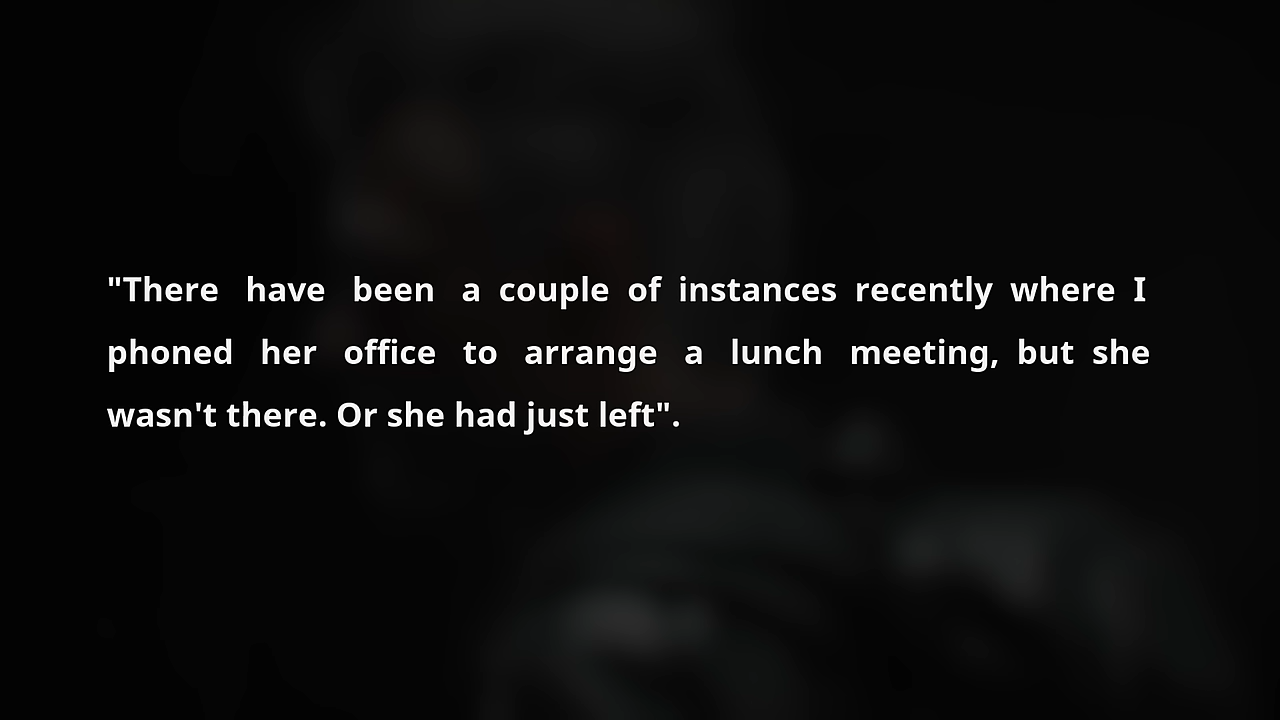 "There have been a couple of instances recently where I
phoned her office to arrange a lunch meeting, but she
wasn't there. Or she had just left".